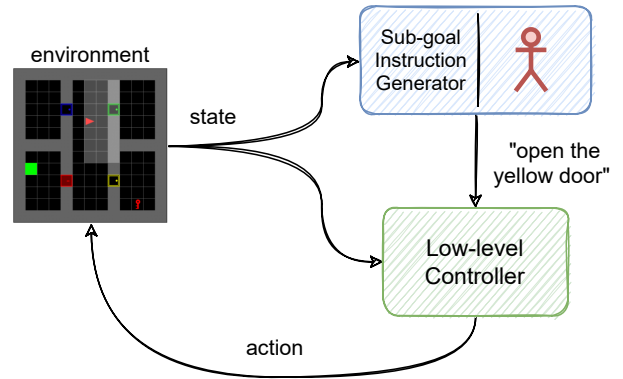 environment
Sub-goal
Instruction
Generator
state
"open the
yellow door"
Low-level
Controller
action